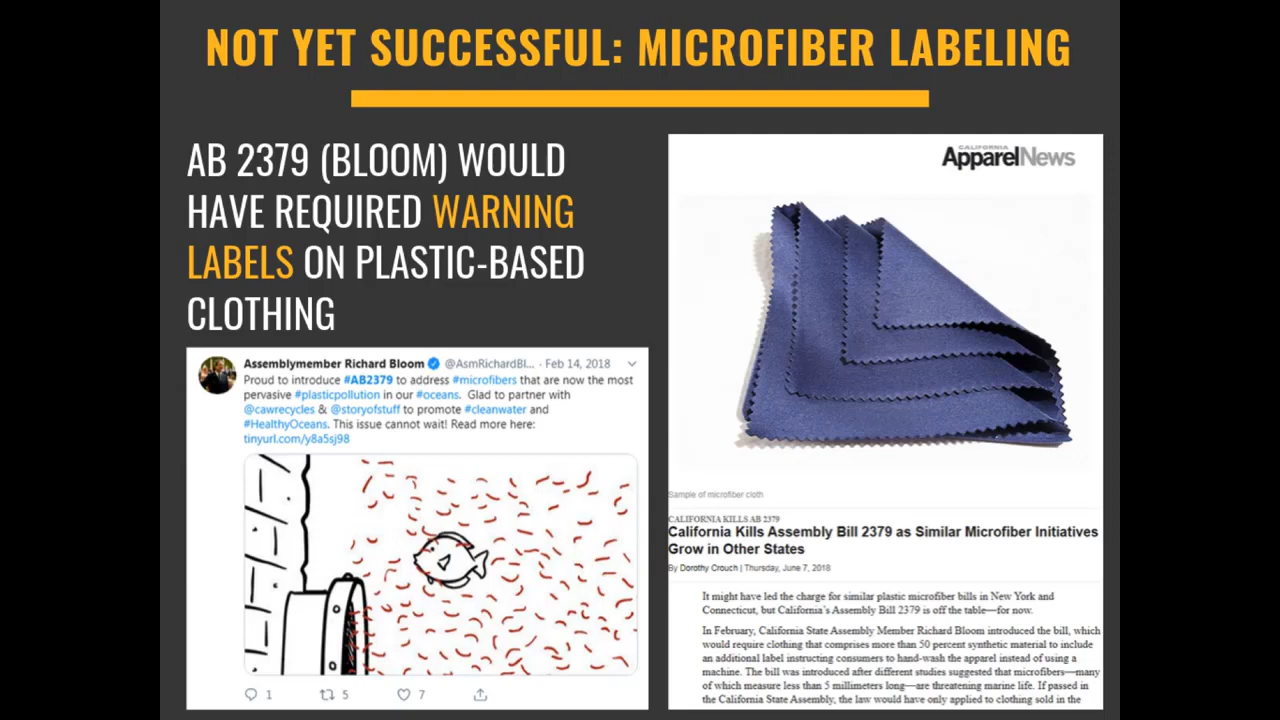 NOT YET SUCCESSFUL: MICROFIBER LABELING
AB 2379 (BLOOM) WOULD
HAVE REQUIRED WARNING
LABELS ON PLASTIC-BASED
CLOTHING
Assemblymember Richard Bloom @AsmRichardBl... · Feb 14, 2018
Proud to introduce #AB2379 to address #microfibers that are now the most
pervasive #plasticpollution in our #oceans. Glad to partner with
@cawrecycles & @storyofstuff to promote #cleanwater and
#HealthyOceans. This issue cannot wait! Read more here:
tinyurl.com/y8a5sj98
1 5 7
CALIFORNIA
ApparelNews
Sample of microfiber cloth
CALIFORNIA KILLS AB 2379
California Kills Assembly Bill 2379 as Similar Microfiber Initiatives
Grow in Other States
By Dorothy Crouch | Thursday, June 7, 2018
It might have led the charge for similar plastic microfiber bills in New York and
Connecticut, but California's Assembly Bill 2379 is off the table—for now.
In February, California State Assembly Member Richard Bloom introduced the bill, which
would require clothing that comprises more than 50 percent synthetic material to include
an additional label instructing consumers to hand-wash the apparel instead of using a
machine. The bill was introduced after different studies suggested that microfibers—many
of which measure less than 5 millimeters long—are threatening marine life. If passed in
the California State Assembly, the law would have only applied to clothing sold in the